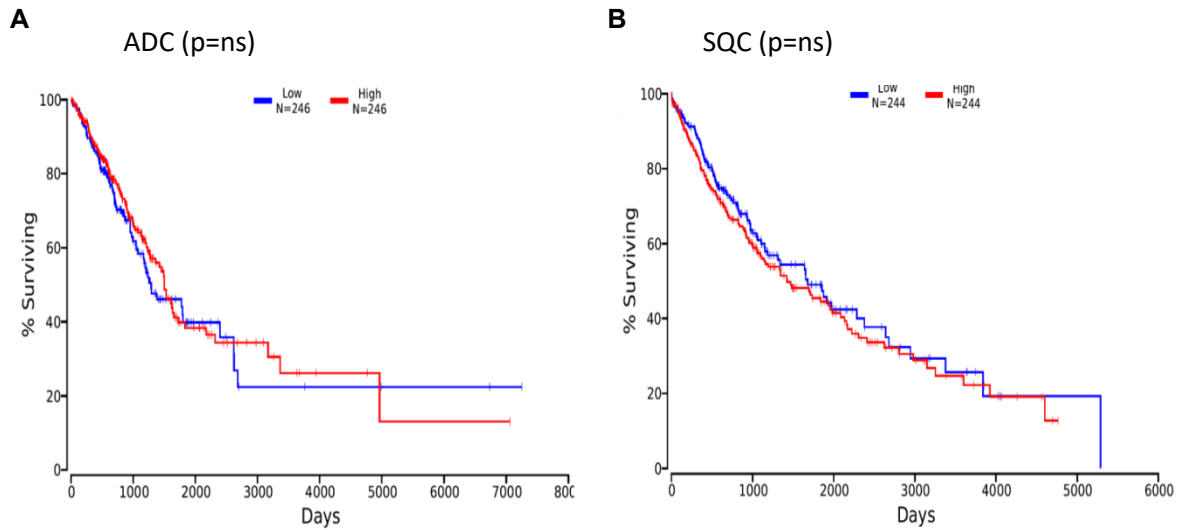 A
ADC (p=ns)
Low
N=246
High
N=246
100
80
60
40
20
0
% Surviving
0 1000 2000 3000 4000 5000 6000 7000 80
Days
B
SQC (p=ns)
Low
N=244
High
N=244
100
80
60
40
20
0
% Surviving
0 1000 2000 3000 4000 5000 6000
Days